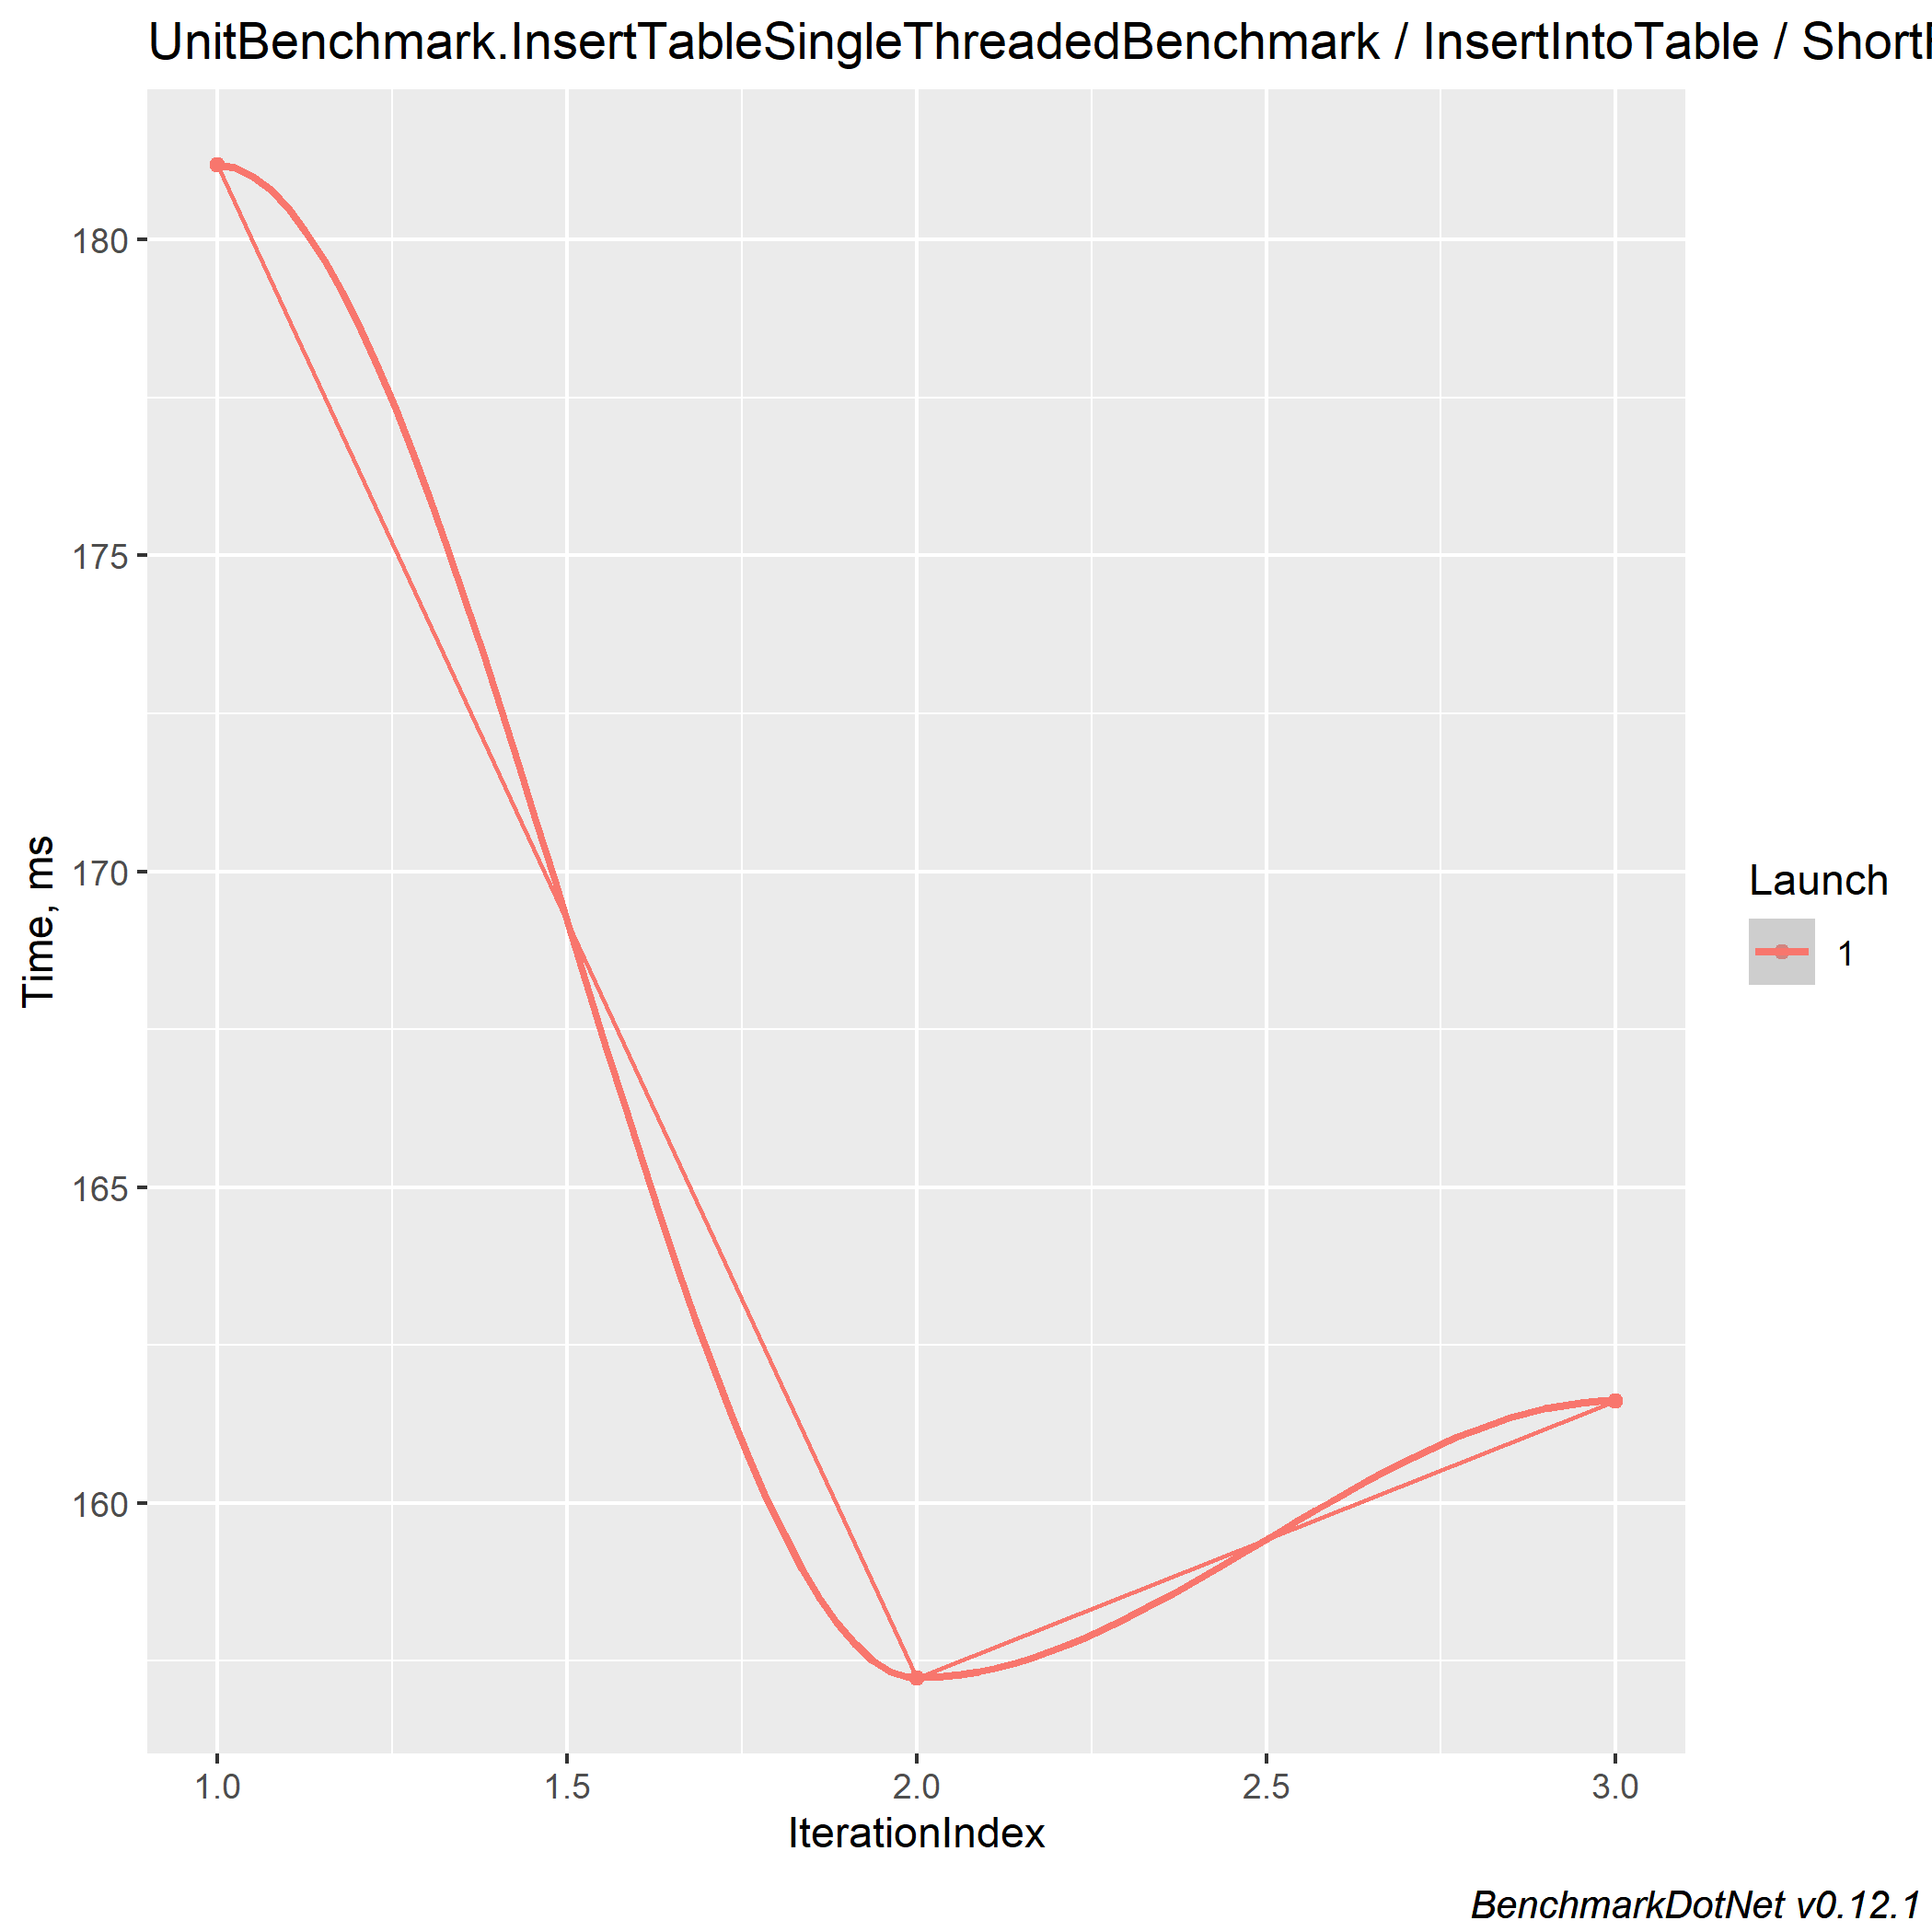 UnitBenchmark.InsertTableSingleThreadedBenchmark / InsertIntoTable / Short
180
175
170
165
160
Time, ms
1.0 1.5 2.0 2.5 3.0
IterationIndex
Launch
1
BenchmarkDotNet v0.12.1